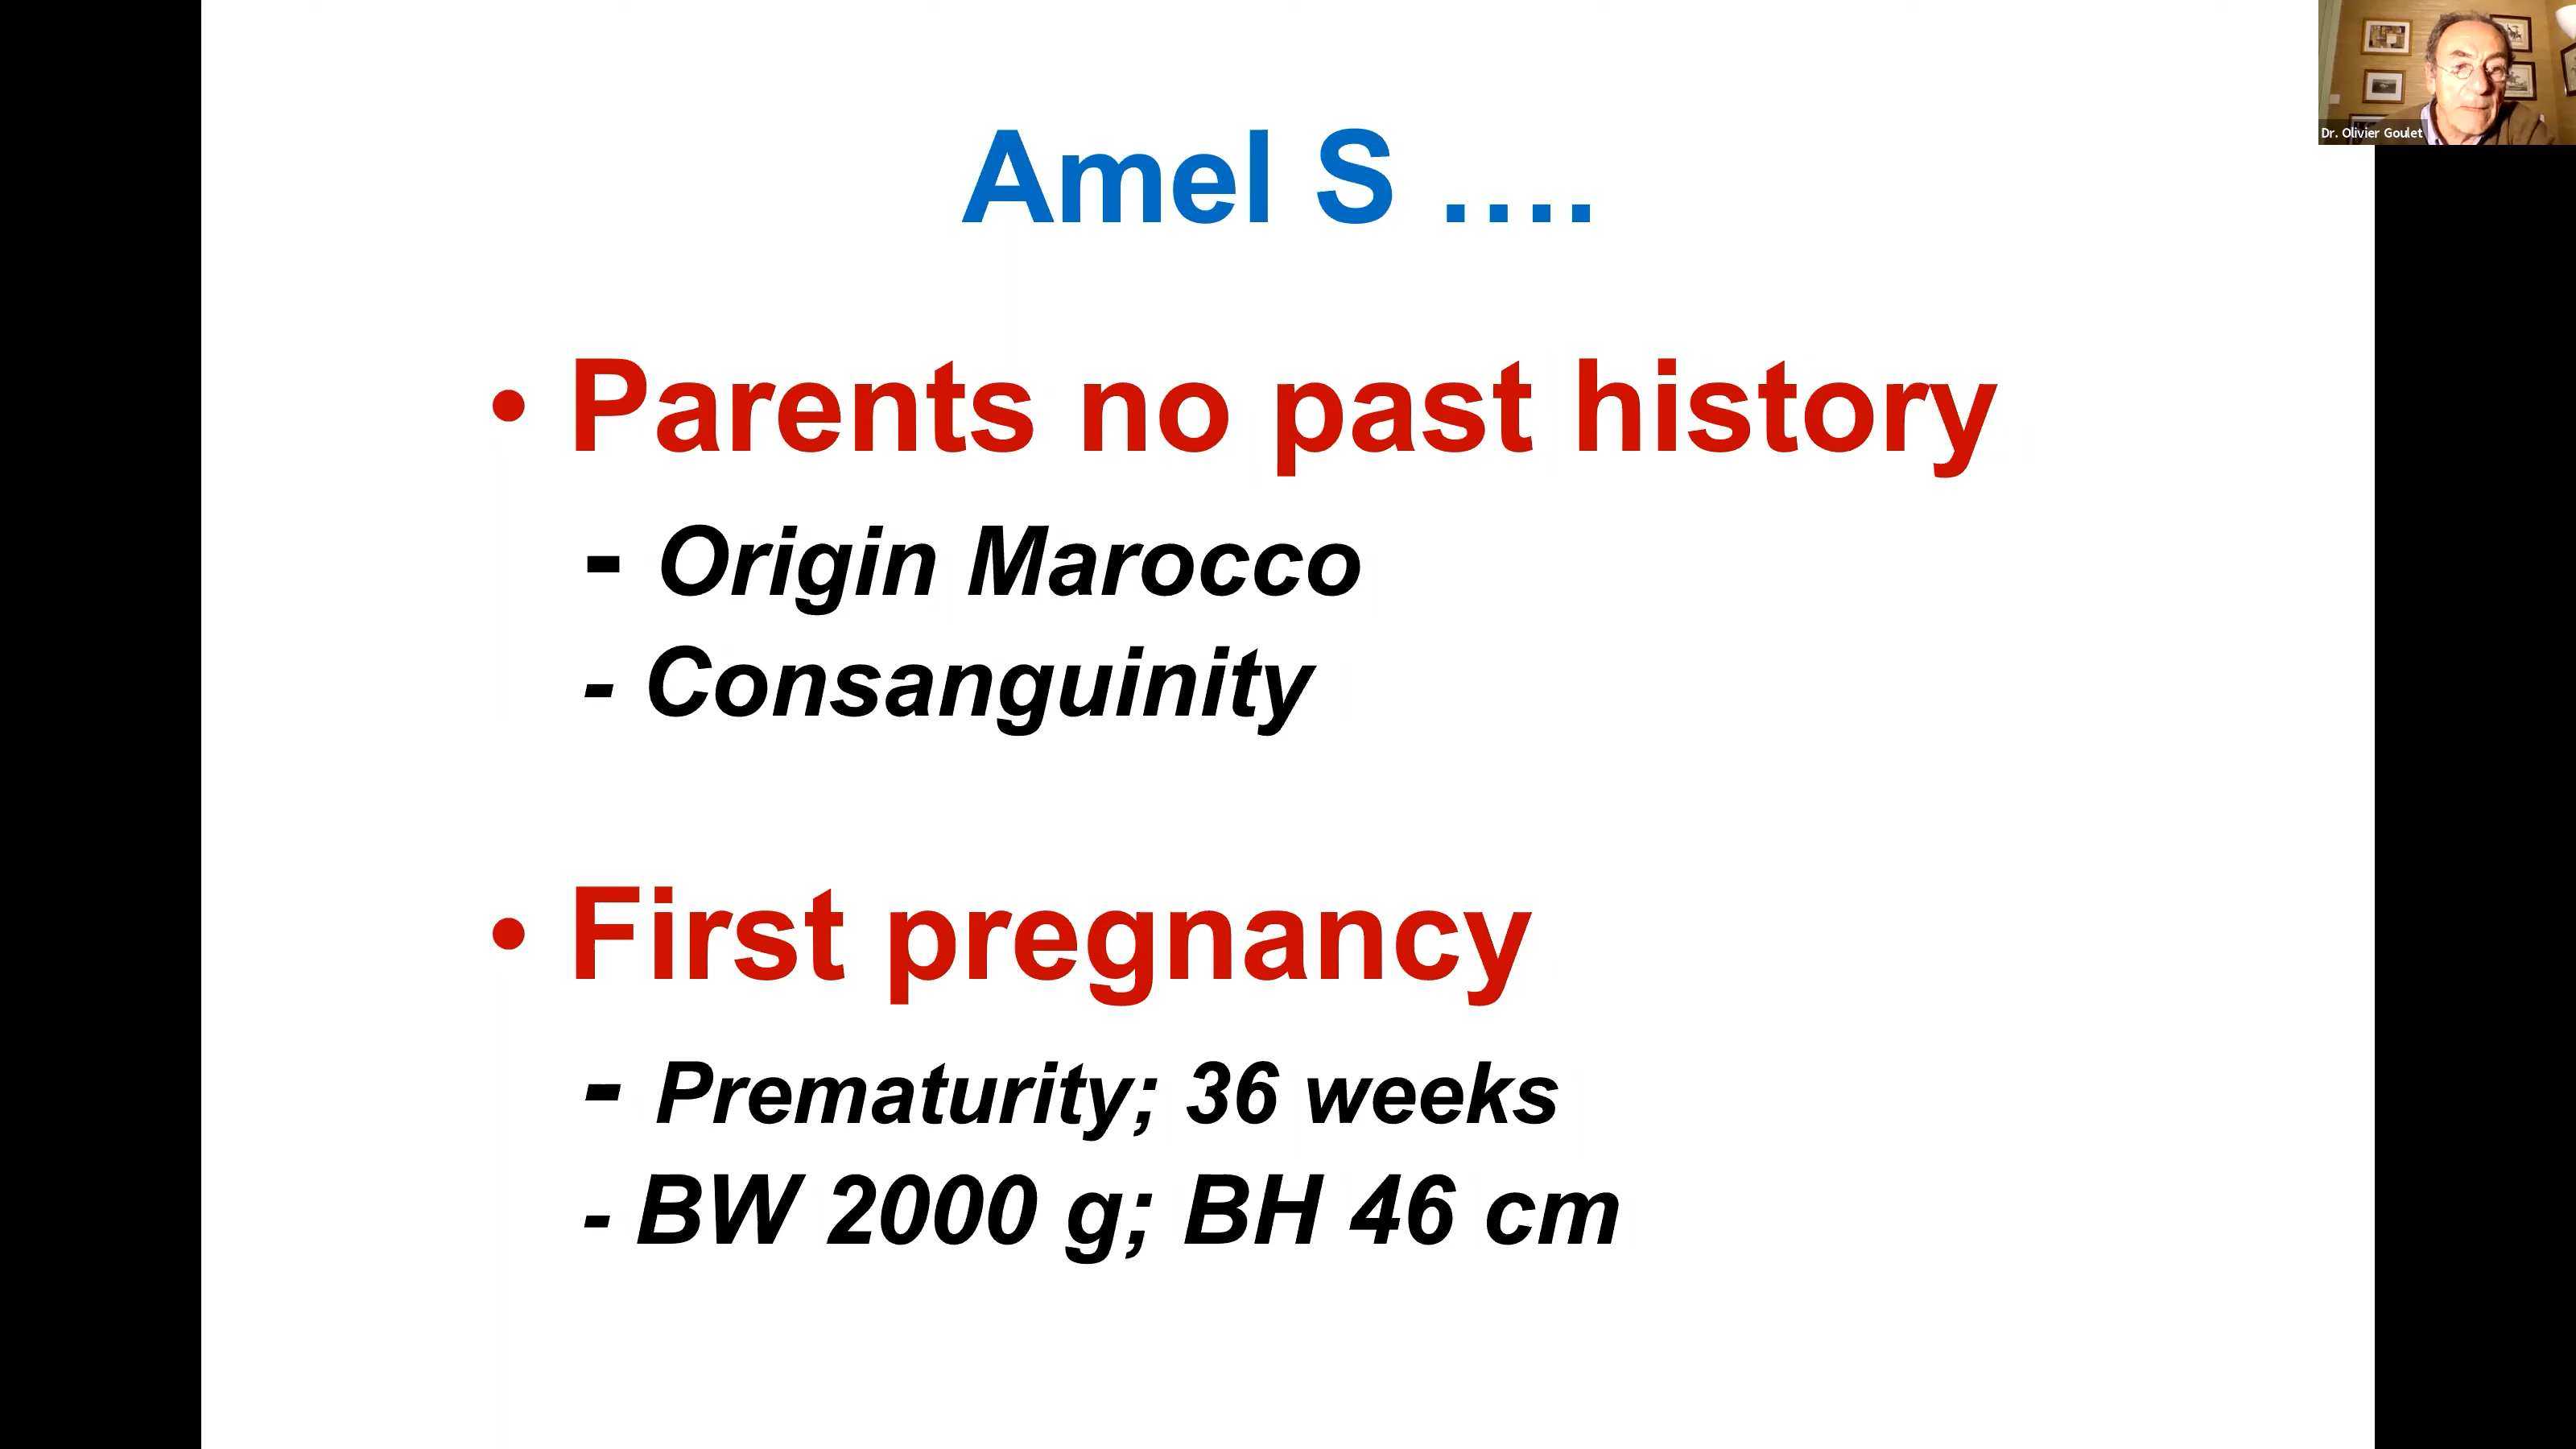 Amel S ....
• Parents no past history
- Origin Marocco
- Consanguinity
• First pregnancy
- Prematurity; 36 weeks
- BW 2000 g; BH 46 cm
Dr. Olivier Goulet